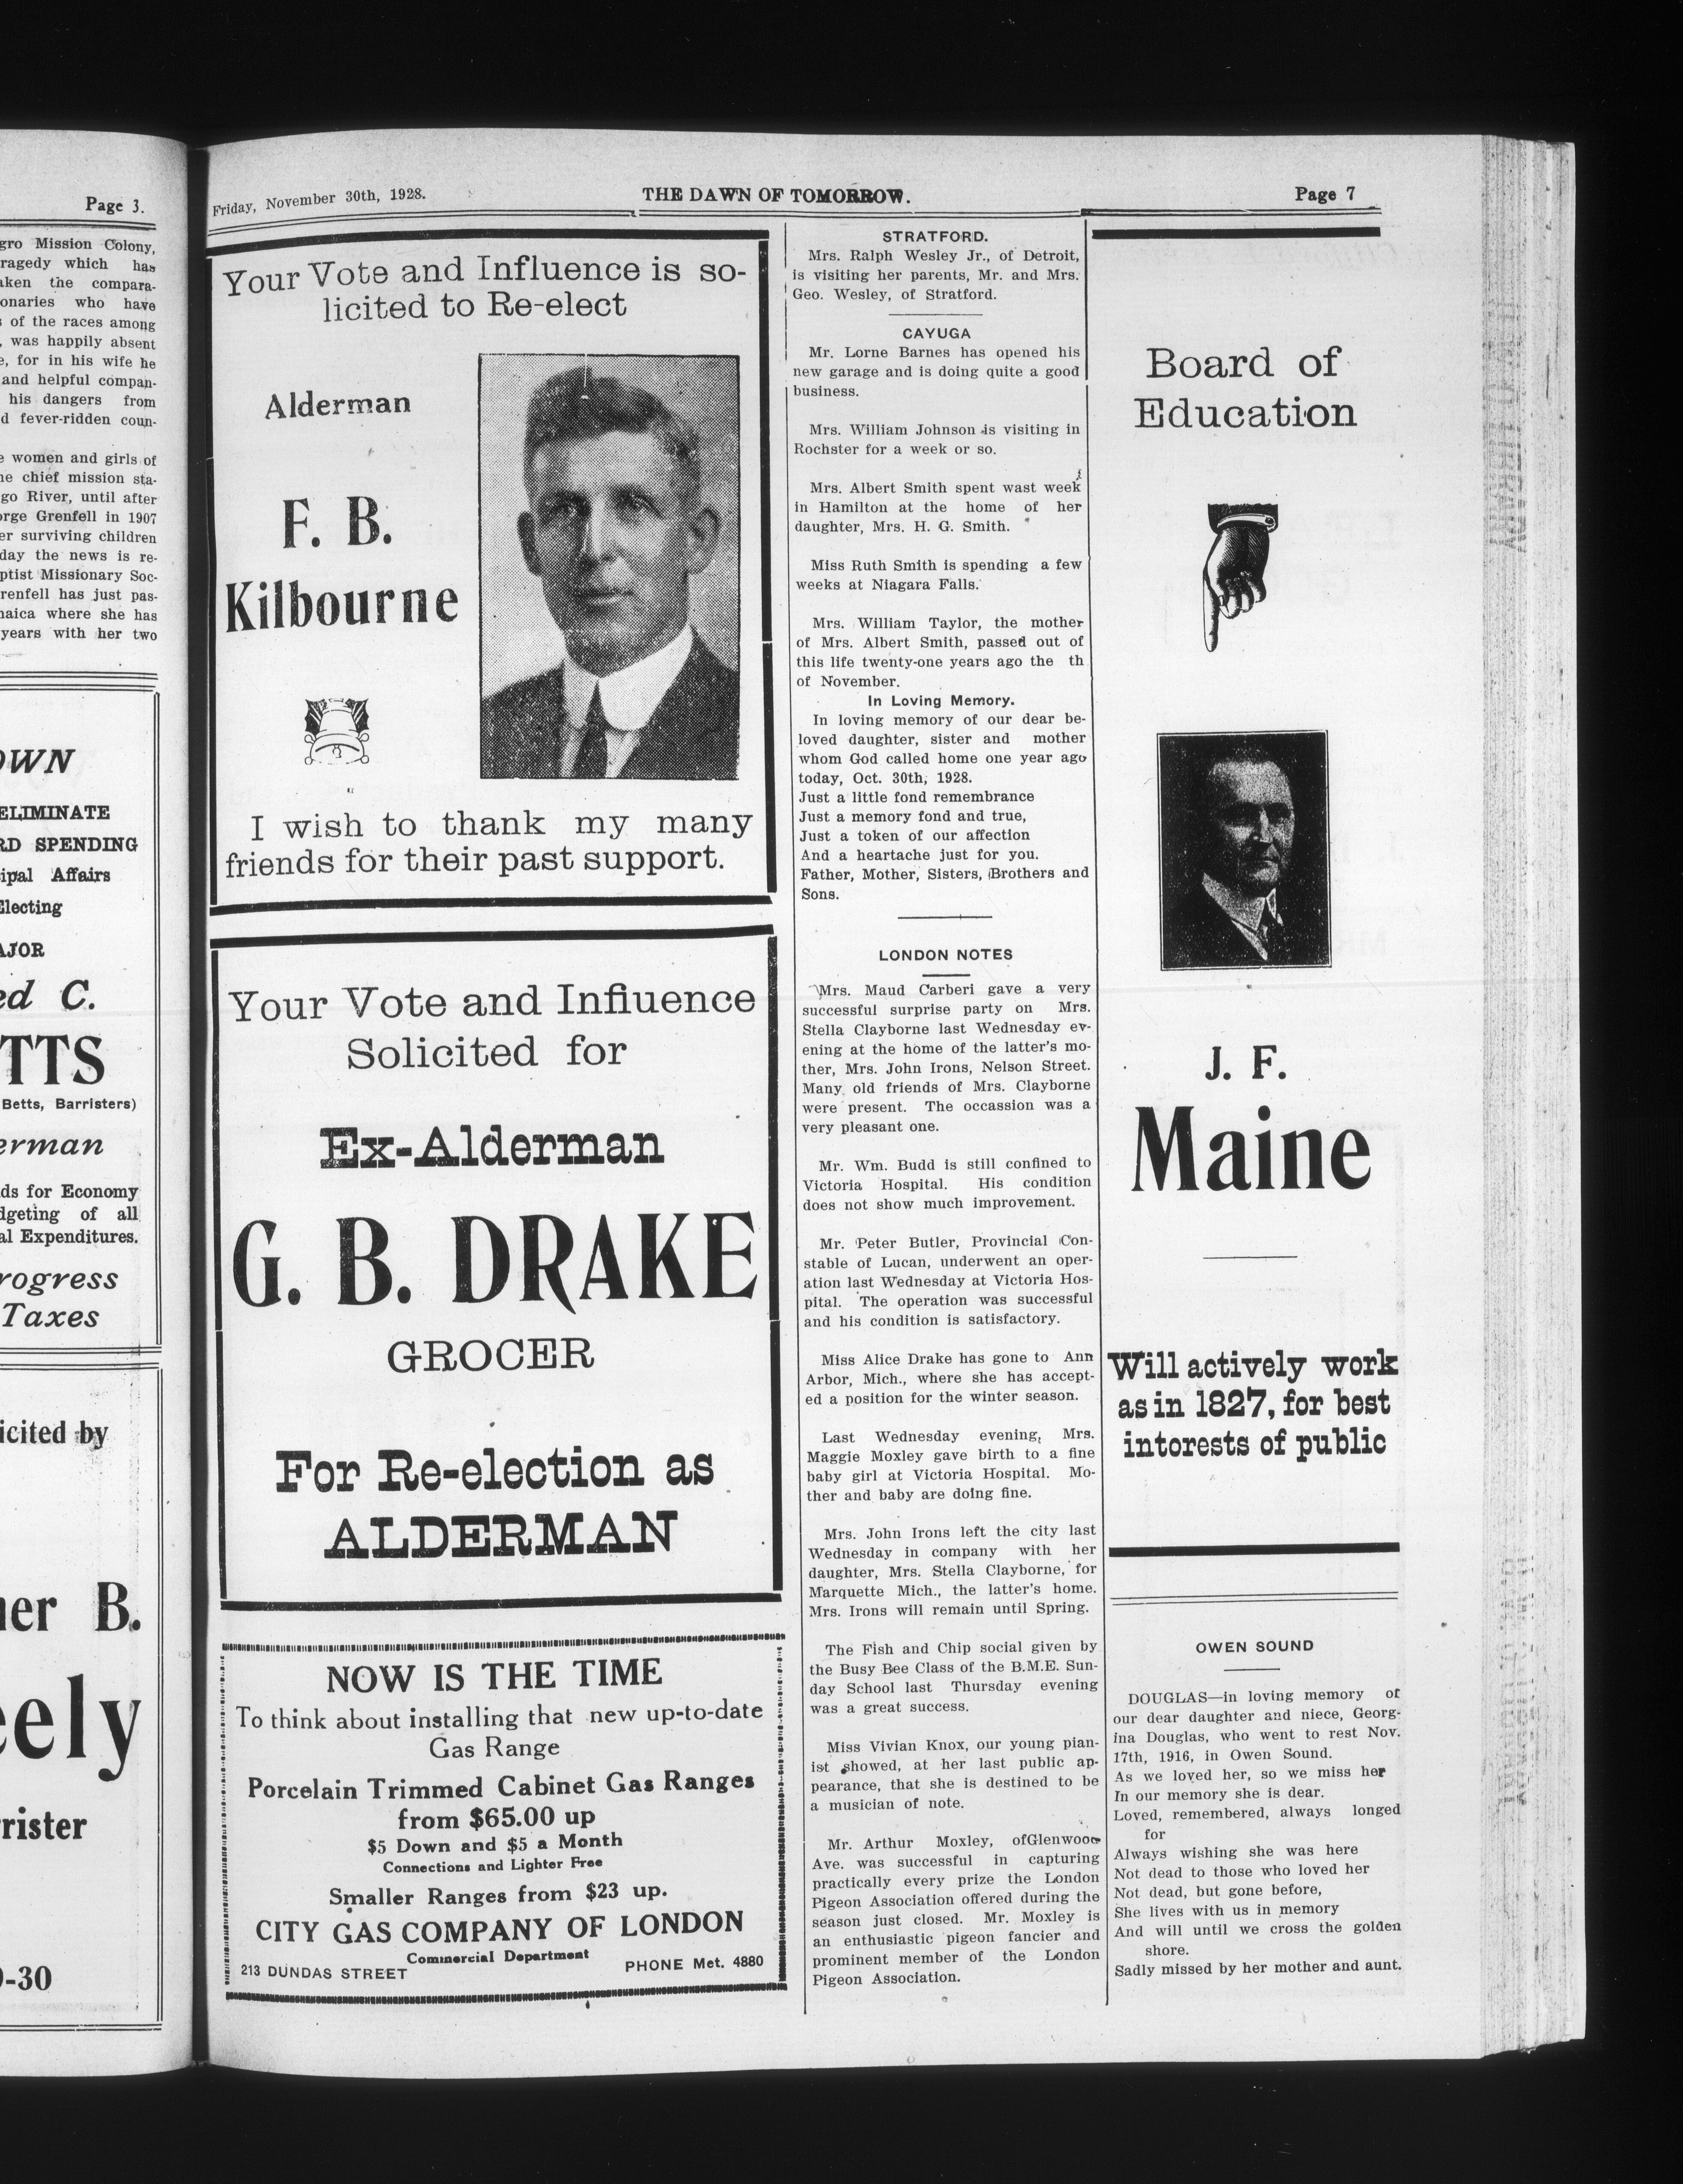 Page 3.
gro Mission Colony,
ragedy which has
aken the compara-
onaries who have
s of the races among
, was happily absent
e, for in his wife he
and helpful compan-
his dangers from
d fever-ridden coun-
e women and girls of
ne chief mission sta-
go River, until after
orge Grenfell in 1907
er surviving children
day the news is re-
ptist Missionary Soc-
renfell has just pas-
naica where she has
years with her two
OWN
ELIMINATE
RD SPENDING
ipal Affairs
Electing
AJOR
ed C.
TTS
Betts, Barristers)
erman
ds for Economy
dgeting of all
al Expenditures.
rogress
Taxes
icited by
ner B.
eely
rrister
9-30
Friday, November 30th, 1928.
THE DAWN OF TOMORROW.
Page 7
Your Vote and Influence is so-
licited to Re-elect
Alderman
F. B.
Kilbourne
I wish to thank my many
friends for their past support.
Your Vote and Infiuence
Solicited for
Ex-Alderman
G. B. DRAKE
GROCER
For Re-election as
ALDERMAN
NOW IS THE TIME
To think about installing that new up-to-date
Gas Range
Porcelain Trimmed Cabinet Gas Ranges
from $65.00 up
$5 Down and $5 a Month
Connections and Lighter Free
Smaller Ranges from $23 up.
CITY GAS COMPANY OF LONDON
Commercial Department
213 DUNDAS STREET
PHONE Met. 4880
STRATFORD.
Mrs. Ralph Wesley Jr., of Detroit,
is visiting her parents, Mr. and Mrs.
Geo. Wesley, of Stratford.
CAYUGA
Mr. Lorne Barnes has opened his
new garage and is doing quite a good
business.
Mrs. William Johnson is visiting in
Rochster for a week or so.
Mrs. Albert Smith spent wast week
in Hamilton at the home of her
daughter, Mrs. H. G. Smith.
Miss Ruth Smith is spending a few
weeks at Niagara Falls.
Mrs. William Taylor, the mother
of Mrs. Albert Smith, passed out of
this life twenty-one years ago the th
of November.
In Loving Memory.
In loving memory of our dear be-
loved daughter, sister and mother
whom God called home one year ago
today, Oct. 30th, 1928.
Just a little fond remembrance
Just a memory fond and true,
Just a token of our affection
And a heartache just for you.
Father, Mother, Sisters, Brothers and
Sons.
LONDON NOTES
Mrs. Maud Carberi gave a very
successful surprise party on Mrs.
Stella Clayborne last Wednesday ev-
ening at the home of the latter's mo-
ther, Mrs. John Irons, Nelson Street.
Many old friends of Mrs. Clayborne
were present. The occassion was a
very pleasant one.
Mr. Wm. Budd is still confined to
Victoria Hospital. His condition
does not show much improvement.
Mr. Peter Butler, Provincial Con-
stable of Lucan, underwent an oper-
ation last Wednesday at Victoria Hos-
pital. The operation was successful
and his condition is satisfactory.
Miss Alice Drake has gone to Ann
Arbor, Mich., where she has accept-
ed a position for the winter season.
Last Wednesday evening, Mrs.
Maggie Moxley gave birth to a fine
baby girl at Victoria Hospital. Mo-
ther and baby are doing fine.
Mrs. John Irons left the city last
Wednesday in company with her
daughter, Mrs. Stella Clayborne, for
Marquette Mich., the latter's home.
Mrs. Irons will remain until Spring.
The Fish and Chip social given by
the Busy Bee Class of the B.M.E. Sun-
day School last Thursday evening
was a great success.
Miss Vivian Knox, our young pian-
ist showed, at her last public ap-
pearance, that she is destined to be
a musician of note.
Mr. Arthur Moxley, ofGlenwood
Ave. was successful in capturing
practically every prize the London
Pigeon Association offered during the
season just closed. Mr. Moxley is
an enthusiastic pigeon fancier and
prominent member of the London
Pigeon Association.
Board of
Education
J. F.
Maine
Will actively work
as in 1827, for best
intorests of public
OWEN SOUND
DOUGLAS—in loving memory of
our dear daughter and niece, Georg-
ina Douglas, who went to rest Nov.
17th, 1916, in Owen Sound.
As we loved her, so we miss her
In our memory she is dear.
Loved, remembered, always longed
for
Always wishing she was here
Not dead to those who loved her
Not dead, but gone before,
She lives with us in memory
And will until we cross the golden
shore.
Sadly missed by her mother and aunt.